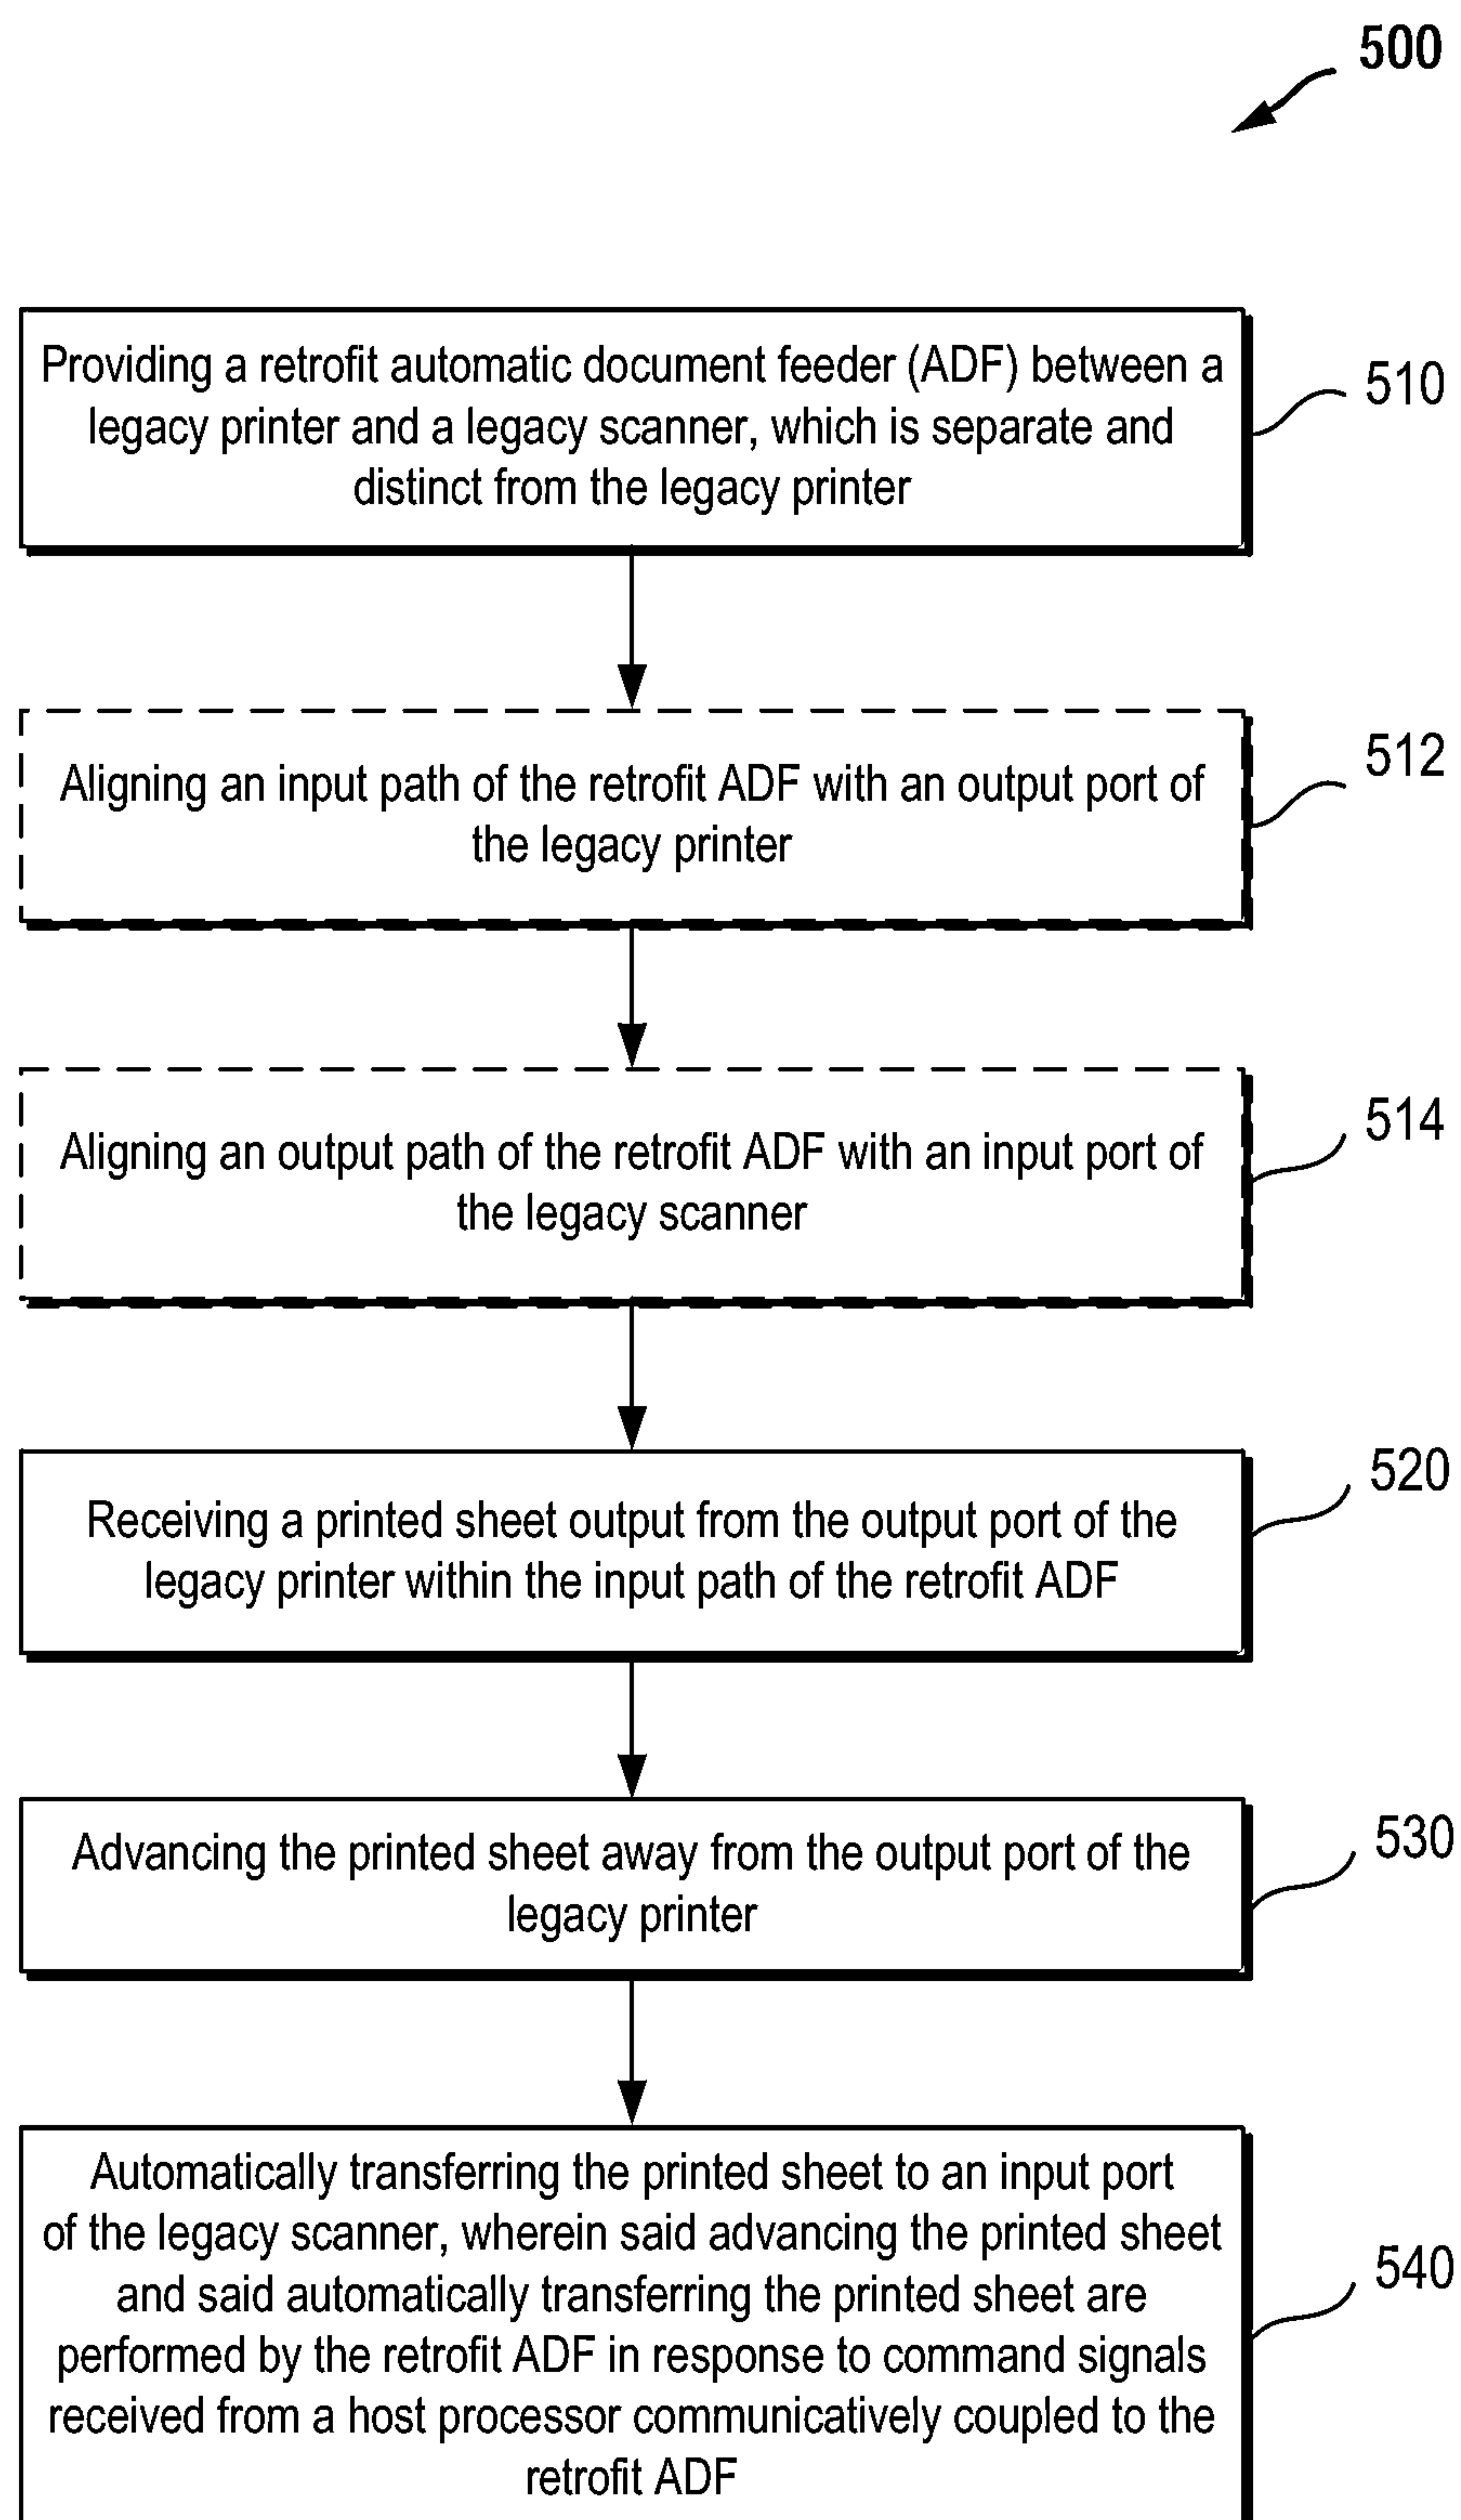 500
Providing a retrofit automatic document feeder (ADF) between a
legacy printer and a legacy scanner, which is separate and
distinct from the legacy printer
510
Aligning an input path of the retrofit ADF with an output port of
the legacy printer
512
Aligning an output path of the retrofit ADF with an input port of
the legacy scanner
514
Receiving a printed sheet output from the output port of the
legacy printer within the input path of the retrofit ADF
520
Advancing the printed sheet away from the output port of the
legacy printer
530
Automatically transferring the printed sheet to an input port
of the legacy scanner, wherein said advancing the printed sheet
and said automatically transferring the printed sheet are
performed by the retrofit ADF in response to command signals
received from a host processor communicatively coupled to the
retrofit ADF
540